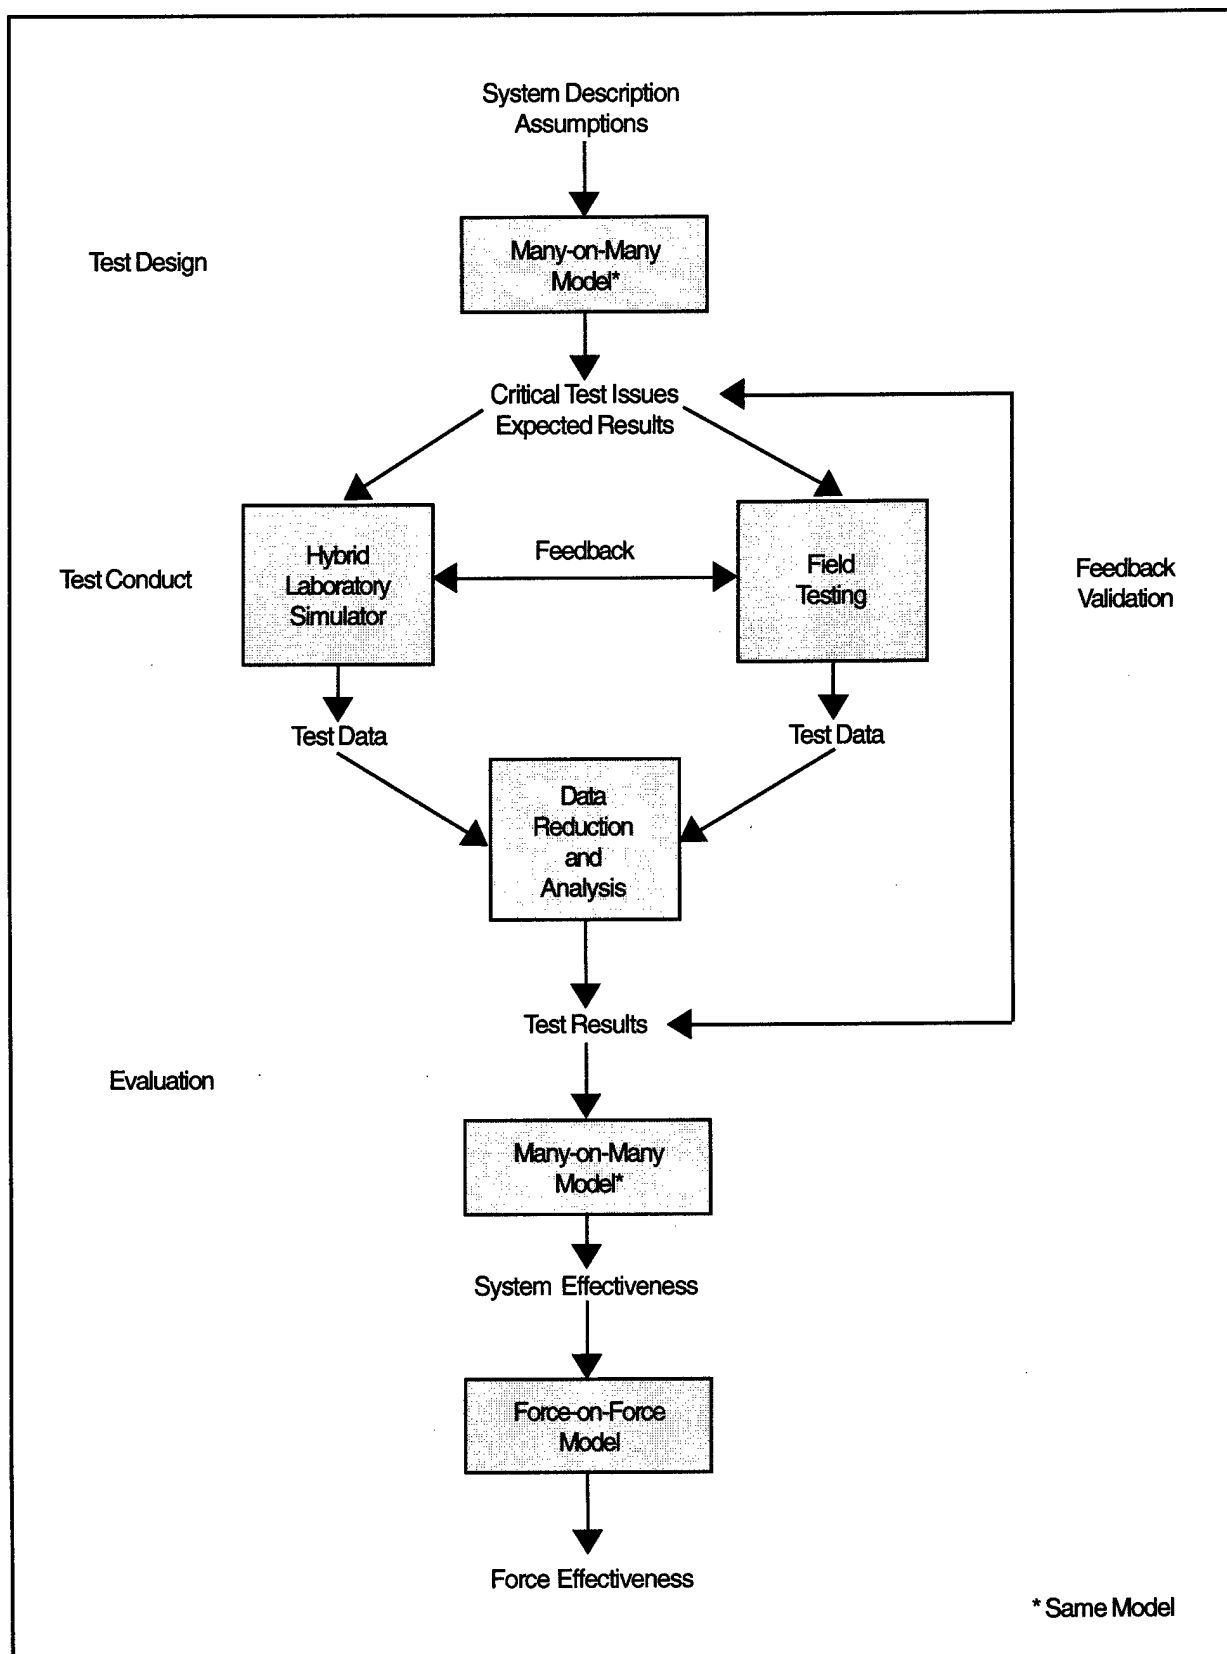 System Description
Assumptions
Test Design
Many-on-Many
Model*
Critical Test Issues
Expected Results
Test Conduct
Hybrid
Laboratory
Simulator
Feedback
Field
Testing
Feedback
Validation
Test Data
Test Data
Data
Reduction
and
Analysis
Test Results
Evaluation
Many-on-Many
Model*
System Effectiveness
Force-on-Force
Model
Force Effectiveness
* Same Model